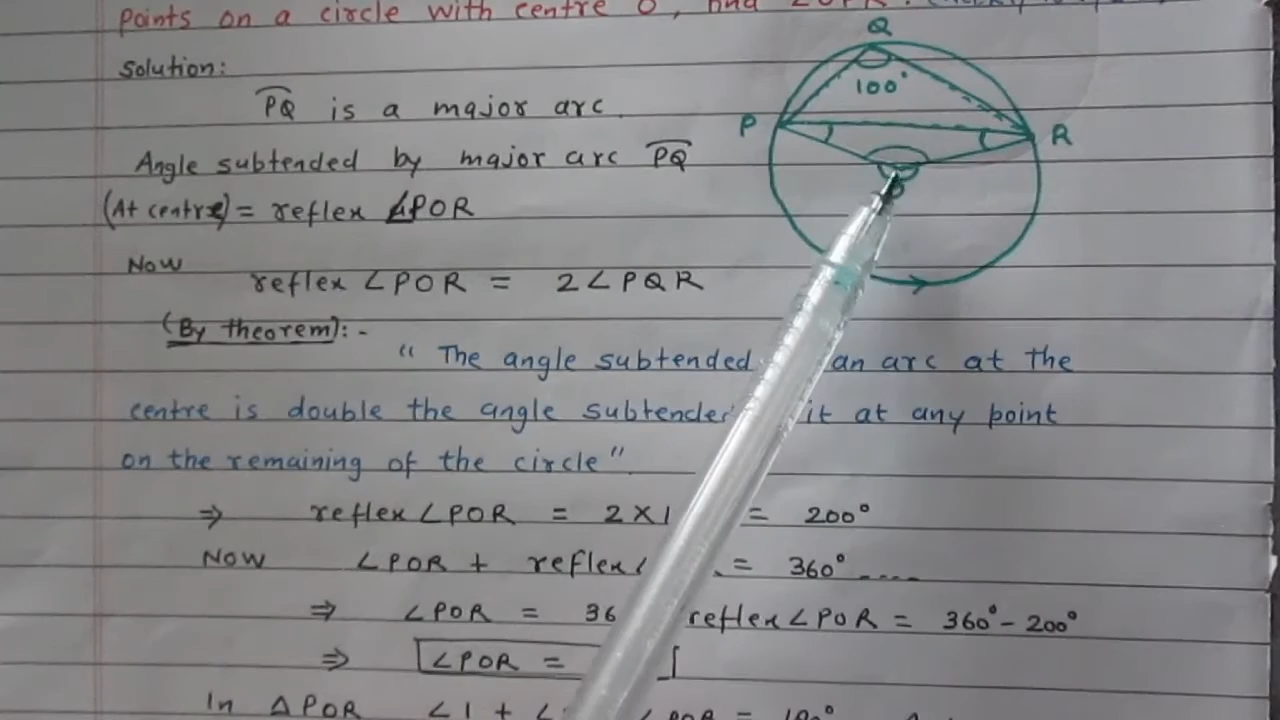 points on a circle with centre O, find ∠OPR.
Solution:
PQ is a major arc.
Angle subtended by major arc PQ
(At centre) = reflex ∠POR
Now
reflex ∠POR = 2∠PQR
(By theorem):-
" The angle subtended an arc at the
centre is double the angle subtended it at any point
on the remaining of the circle"
⇒ reflex ∠POR = 2×1 = 200°
Now ∠POR + reflex ∠ = 360° ....
⇒ ∠POR = 36 reflex ∠POR = 360° - 200°
⇒ ∠POR =
In ΔPOR ∠1 + ∠ ∠POR = 180°
Q
100°
P
R